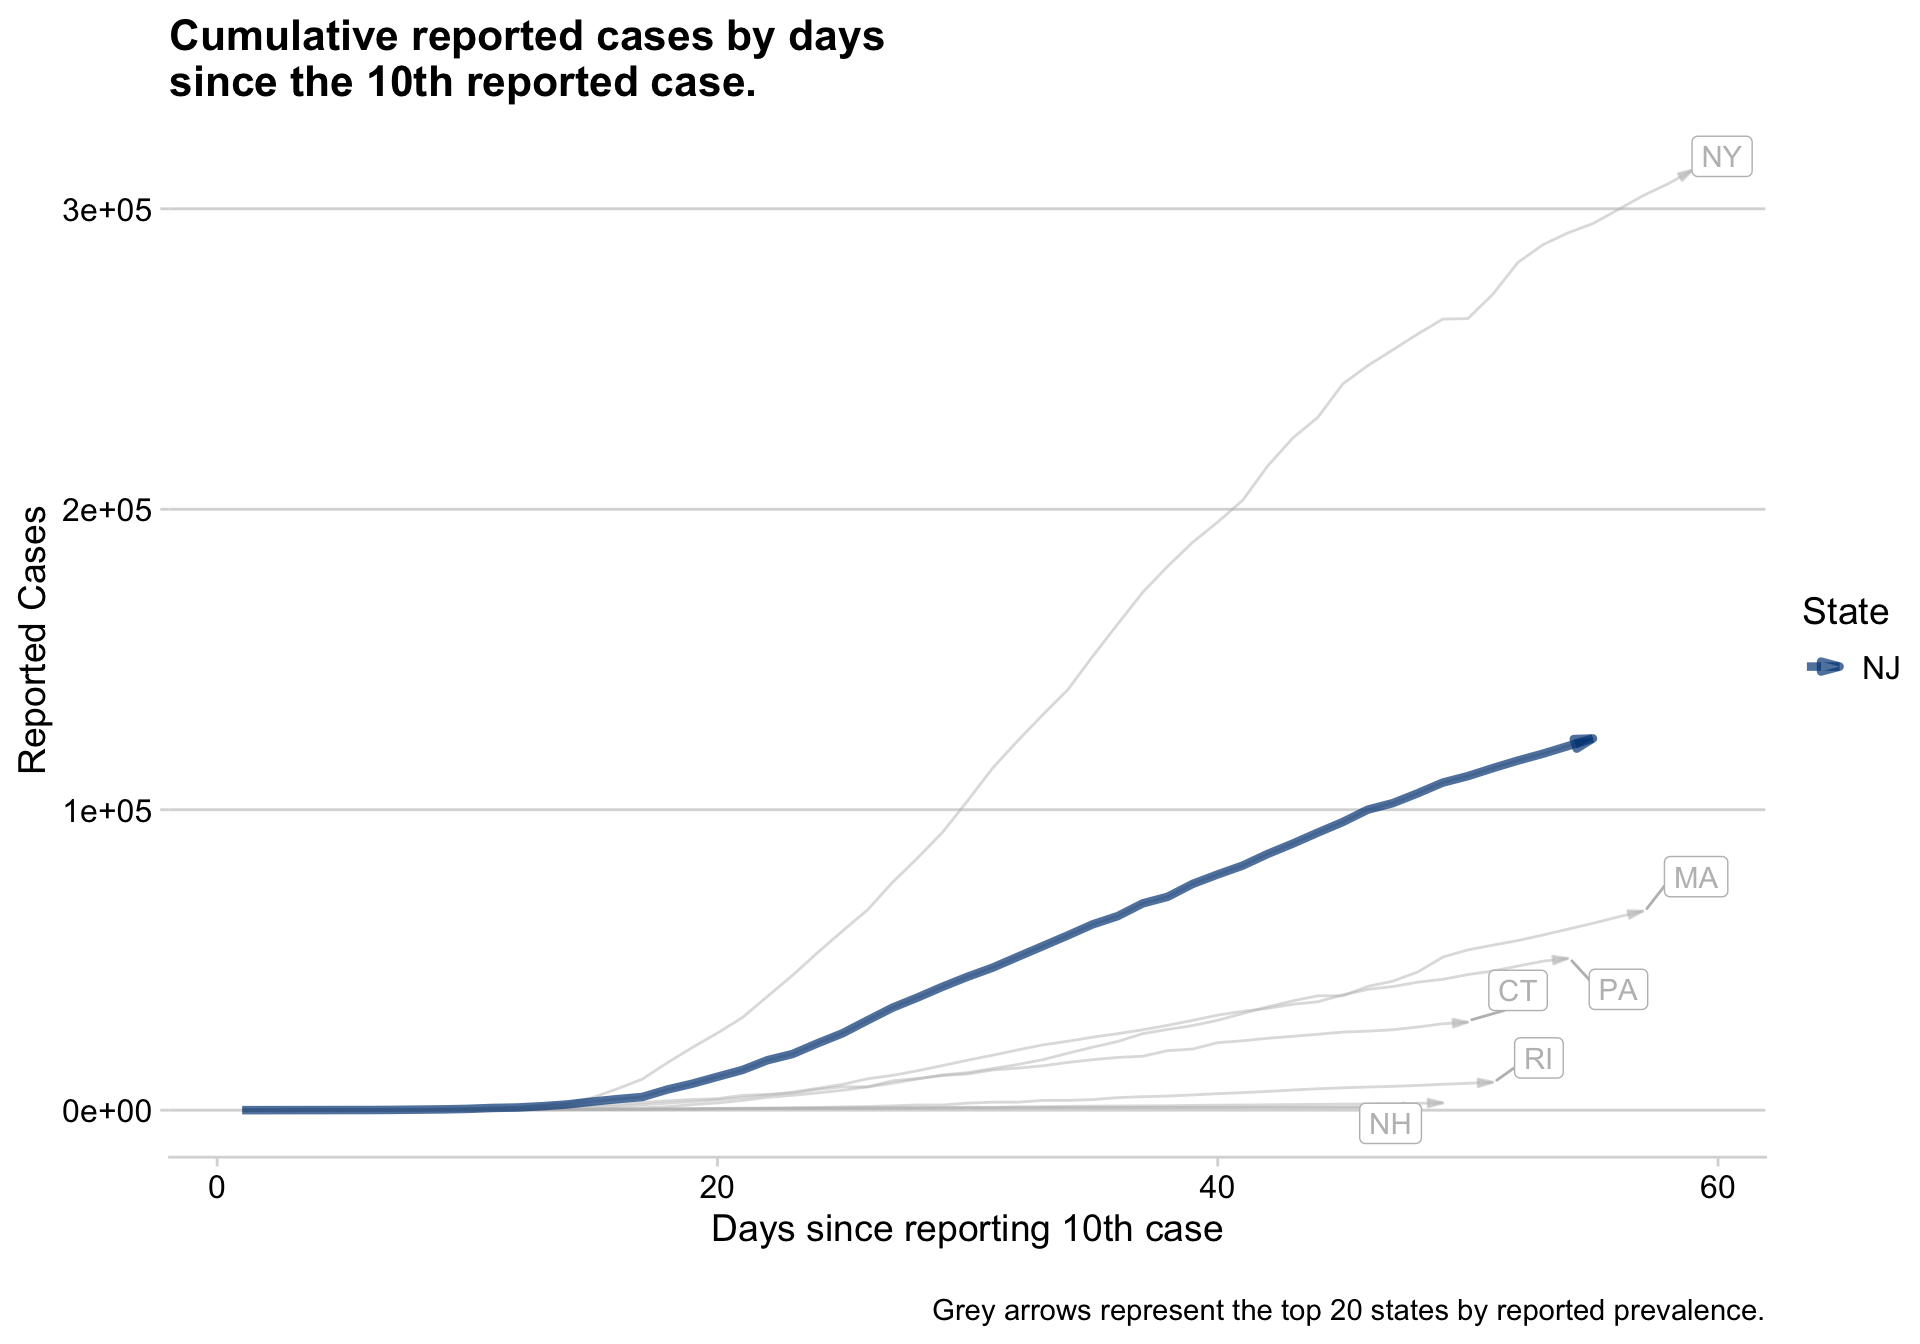 Cumulative reported cases by days
since the 10th reported case.
NY
3e+05
2e+05
1e+05
0e+00
Reported Cases
State
NJ
MA
PA
CT
RI
NH
0 20 40 60
Days since reporting 10th case
Grey arrows represent the top 20 states by reported prevalence.